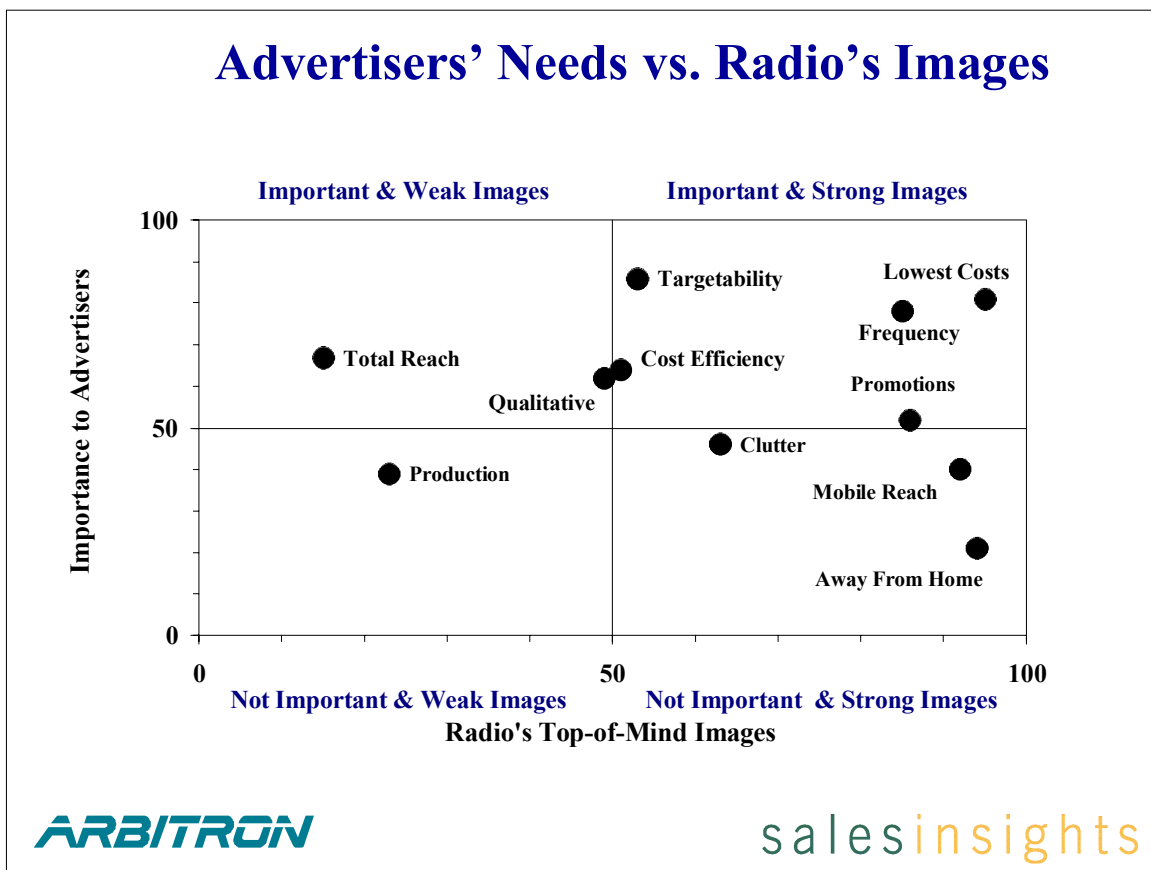 Advertisers’ Needs vs. Radio’s Images
Important & Weak Images
Important & Strong Images
100
Lowest Costs
Targetability
Frequency
Total Reach
Cost Efficiency
Promotions
Qualitative
50
Clutter
Production
Mobile Reach
Away From Home
0
0
50
100
Importance to Advertisers
Not Important & Weak Images
Not Important  & Strong Images
Radio's Top-of-Mind Images
ARBITRON
salesinsights